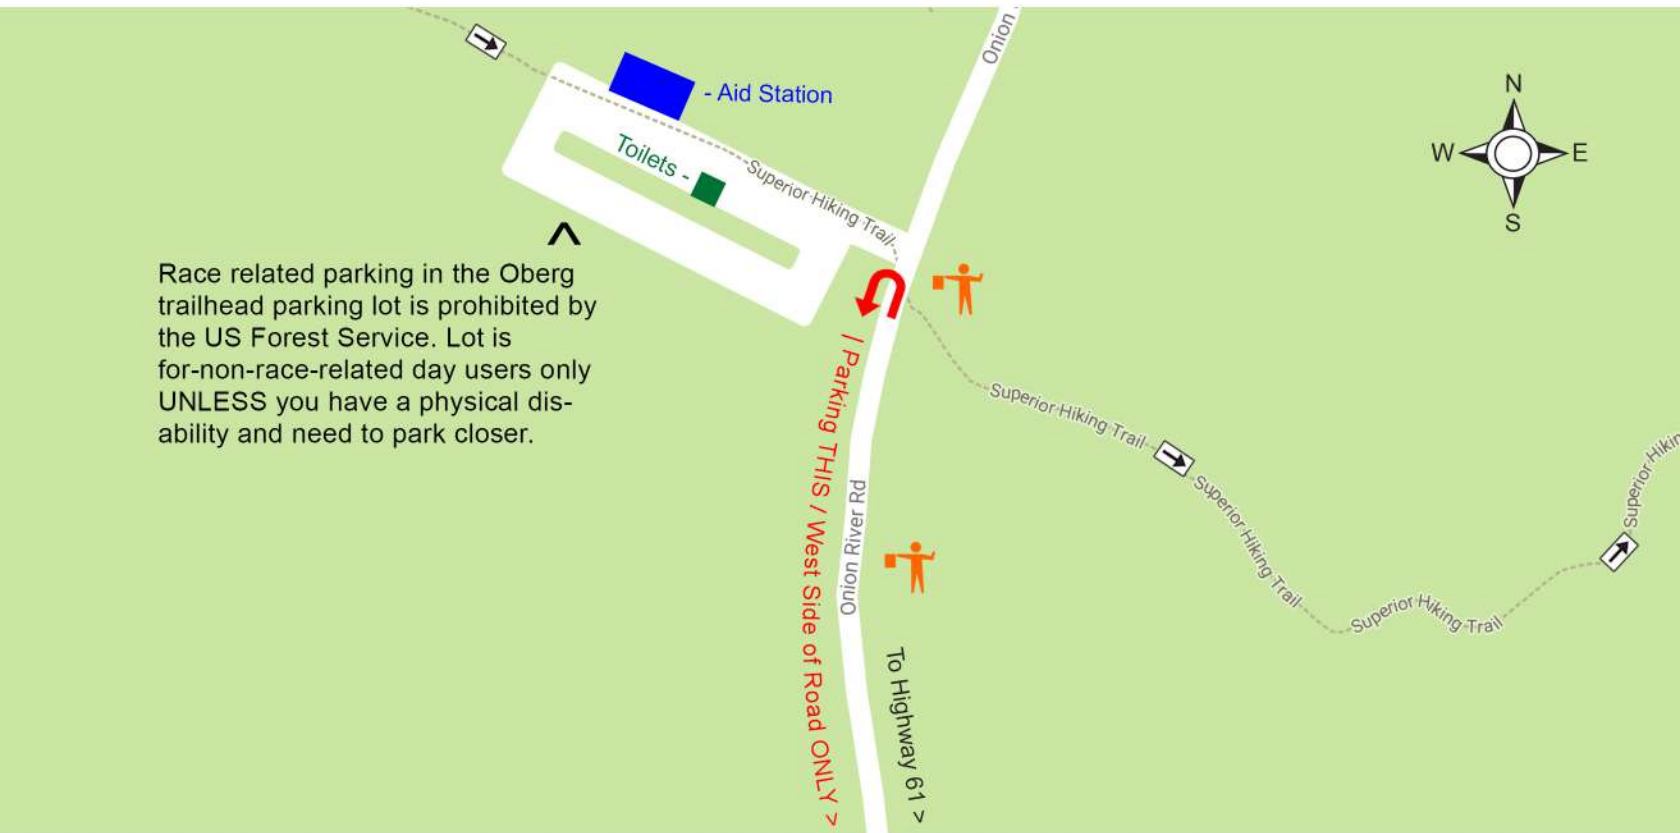 Onion
- Aid Station
N
W
E
S
Toilets -
Superior Hiking Trail
^
Race related parking in the Oberg
trailhead parking lot is prohibited by
the US Forest Service. Lot is
for-non-race-related day users only
UNLESS you have a physical dis-
ability and need to park closer.
/ Parking THIS / West Side of Road ONLY >
Onion River Rd
To Highway 61 >
Superior Hiking Trail
Superior Hiking Trail
Superior Hiking Trail
Superior Hikin